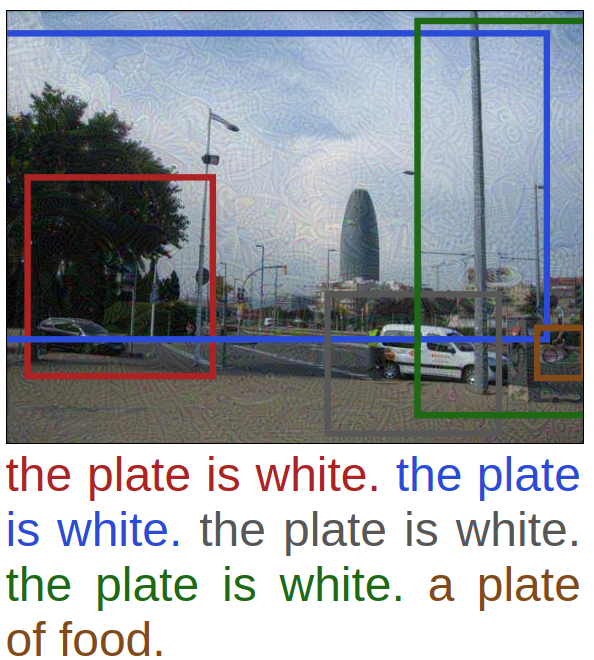 the plate is white. the plate
is white. the plate is white.
the plate is white. a plate
of food.